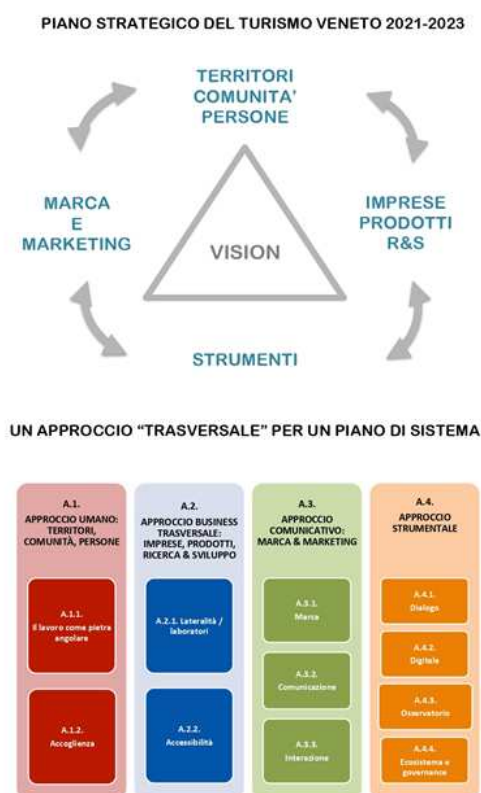 PIANO STRATEGICO DEL TURISMO VENETO 2021-2023
TERRITORI
COMUNITA'
PERSONE
MARCA
E
MARKETING
IMPRESE
PRODOTTI
R&S
VISION
STRUMENTI
UN APPROCCIO “TRASVERSALE” PER UN PIANO DI SISTEMA
A.1.
APPROCCIO UMANO:
TERRITORI,
COMUNITÀ, PERSONE
A.1.1.
Il lavoro come pietra
angolare
A.1.2.
Accoglienza
A.2.
APPROCCIO BUSINESS
TRASVERSALE:
IMPRESE, PRODOTTI,
RICERCA & SVILUPPO
A.2.1. Lateralità /
laboratori
A.2.2.
Accessibilità
A.3.
APPROCCIO
COMUNICATIVO:
MARCA & MARKETING
A.3.1.
Marca
A.3.2.
Comunicazione
A.3.3.
Interazione
A.4.
APPROCCIO
STRUMENTALE
A.4.1.
Dialogo
A.4.2.
Digitale
A.4.3.
Osservatorio
A.4.4.
Ecosistema e
governance